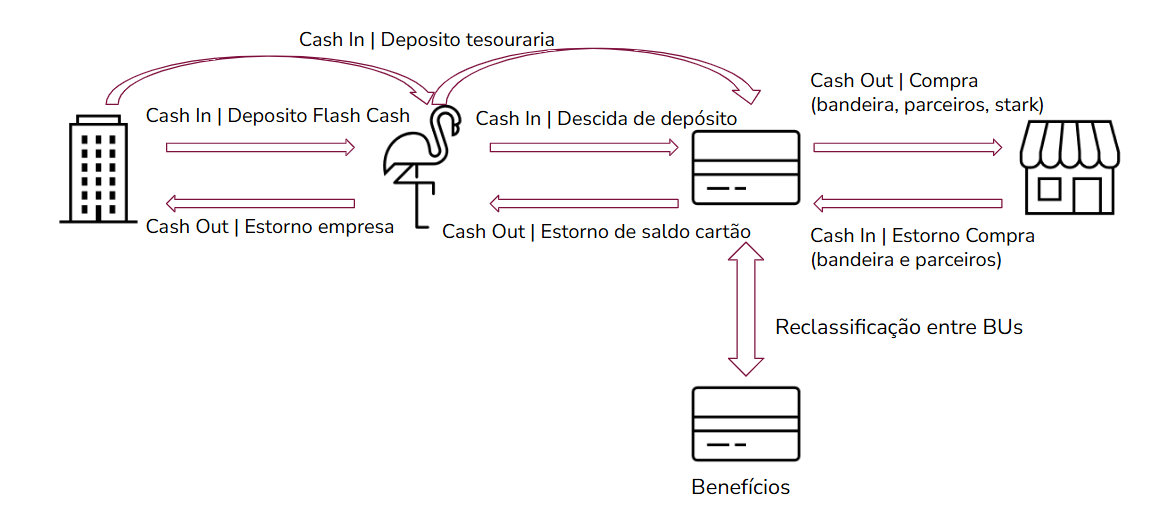 Cash In | Deposito tesouraria
Cash In | Deposito Flash Cash
Cash In | Descida de depósito
Cash Out | Compra
(bandeira, parceiros, stark)
Cash Out | Estorno empresa
Cash Out | Estorno de saldo cartão
Cash In | Estorno Compra
(bandeira e parceiros)
Reclassificação entre BUs
Benefícios